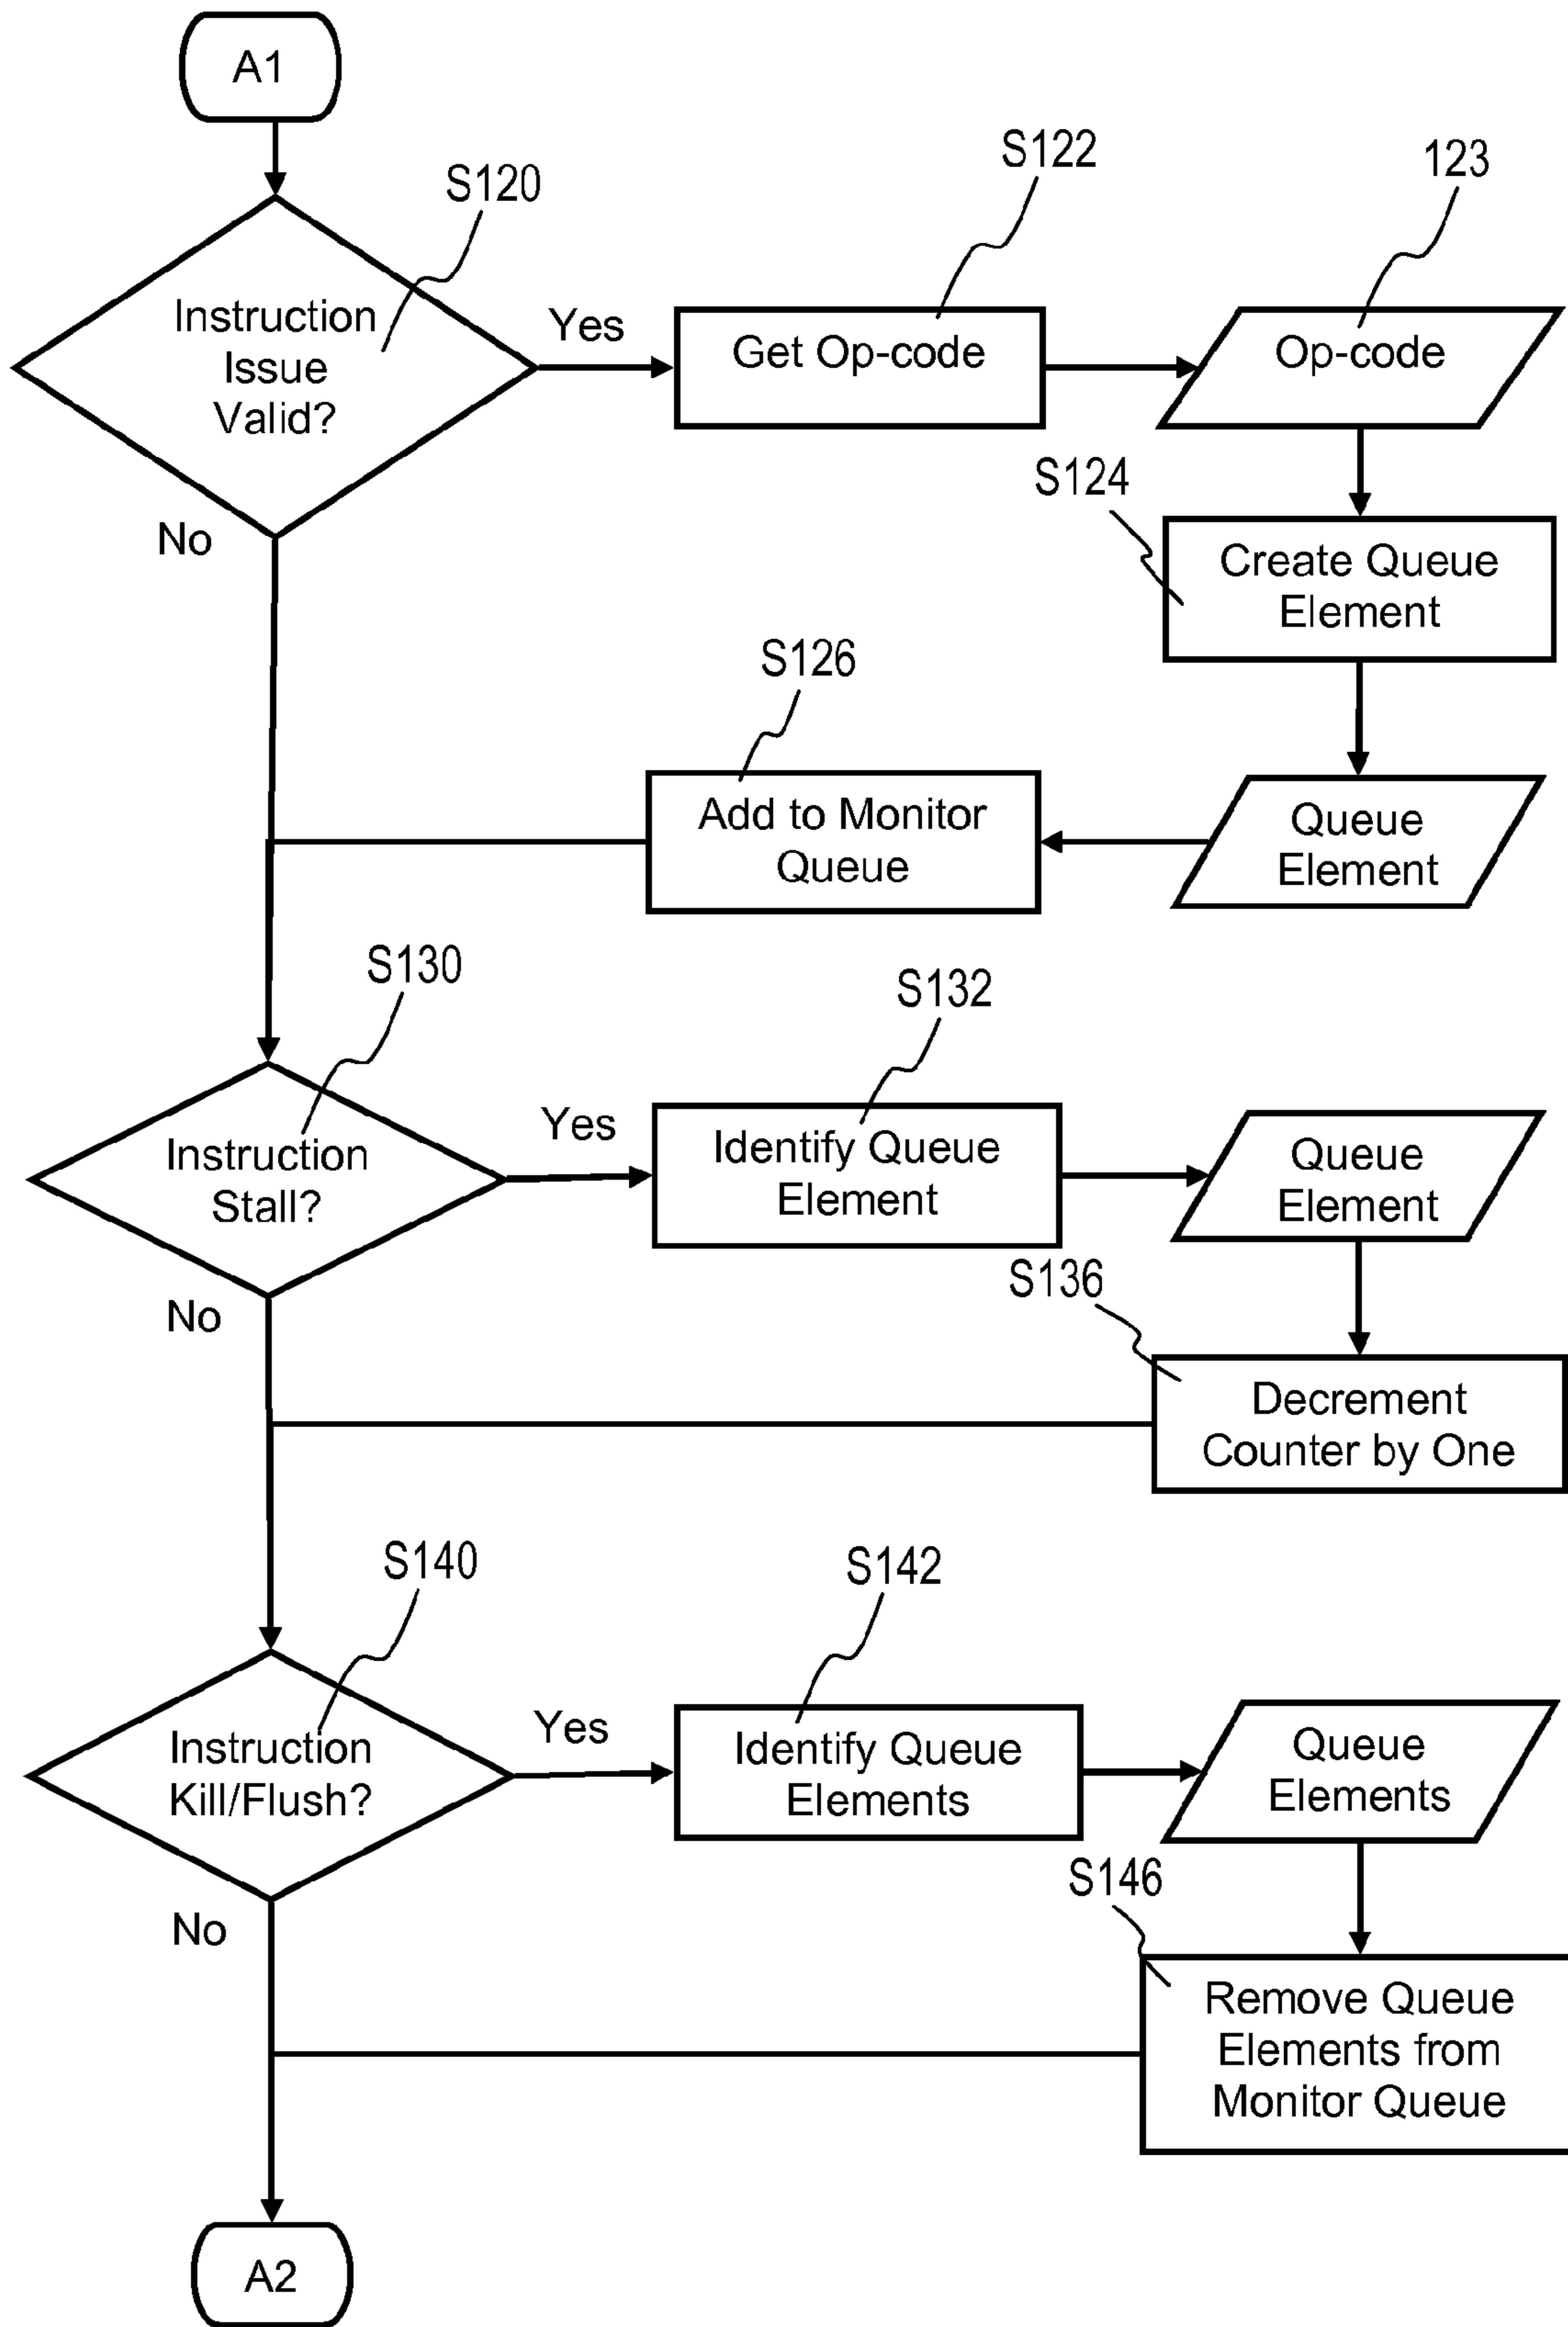 A1
S120
S122
123
Instruction
Issue
Valid?
Yes
Get Op-code
Op-code
No
S124
Create Queue
Element
S126
Add to Monitor
Queue
Queue
Element
S130
S132
Instruction
Stall?
Yes
Identify Queue
Element
Queue
Element
No
S136
Decrement
Counter by One
S140
S142
Instruction
Kill/Flush?
Yes
Identify Queue
Elements
Queue
Elements
No
S146
Remove Queue
Elements from
Monitor Queue
A2